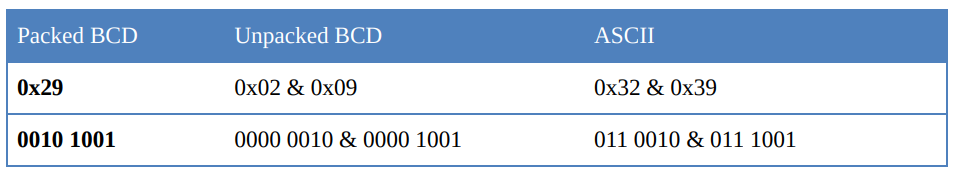 Packed BCD Unpacked BCD ASCII
0x29 0x02 & 0x09 0x32 & 0x39
0010 1001 0000 0010 & 0000 1001 011 0010 & 011 1001